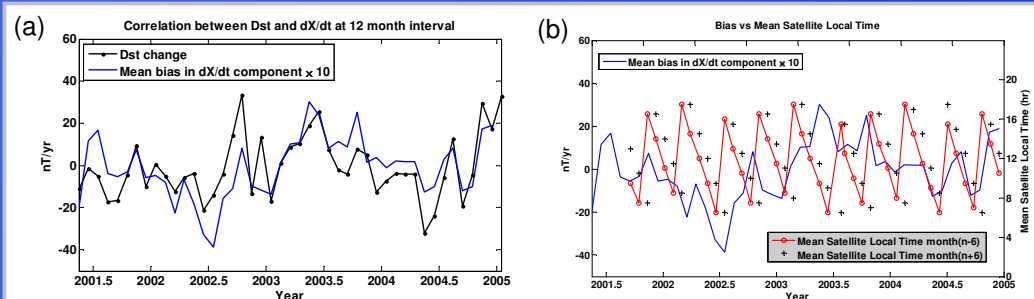 (a)
Correlation between Dst and dX/dt at 12 month interval
60
40
20
0
-20
-40
nT/yr
Dst change
Mean bias in dX/dt component × 10
2001.5 2002 2002.5 2003 2003.5 2004 2004.5 2005
Year
(b)
Bias vs Mean Satellite Local Time
60
40
20
0
-20
-40
nT/yr
Mean bias in dX/dt component × 10
20
16
12
8
4
0
Mean Satellite Local Time (hr)
Mean Satellite Local Time month(n-6)
Mean Satellite Local Time month(n+6)
2001.5 2002 2002.5 2003 2003.5 2004 2004.5 2005
Year